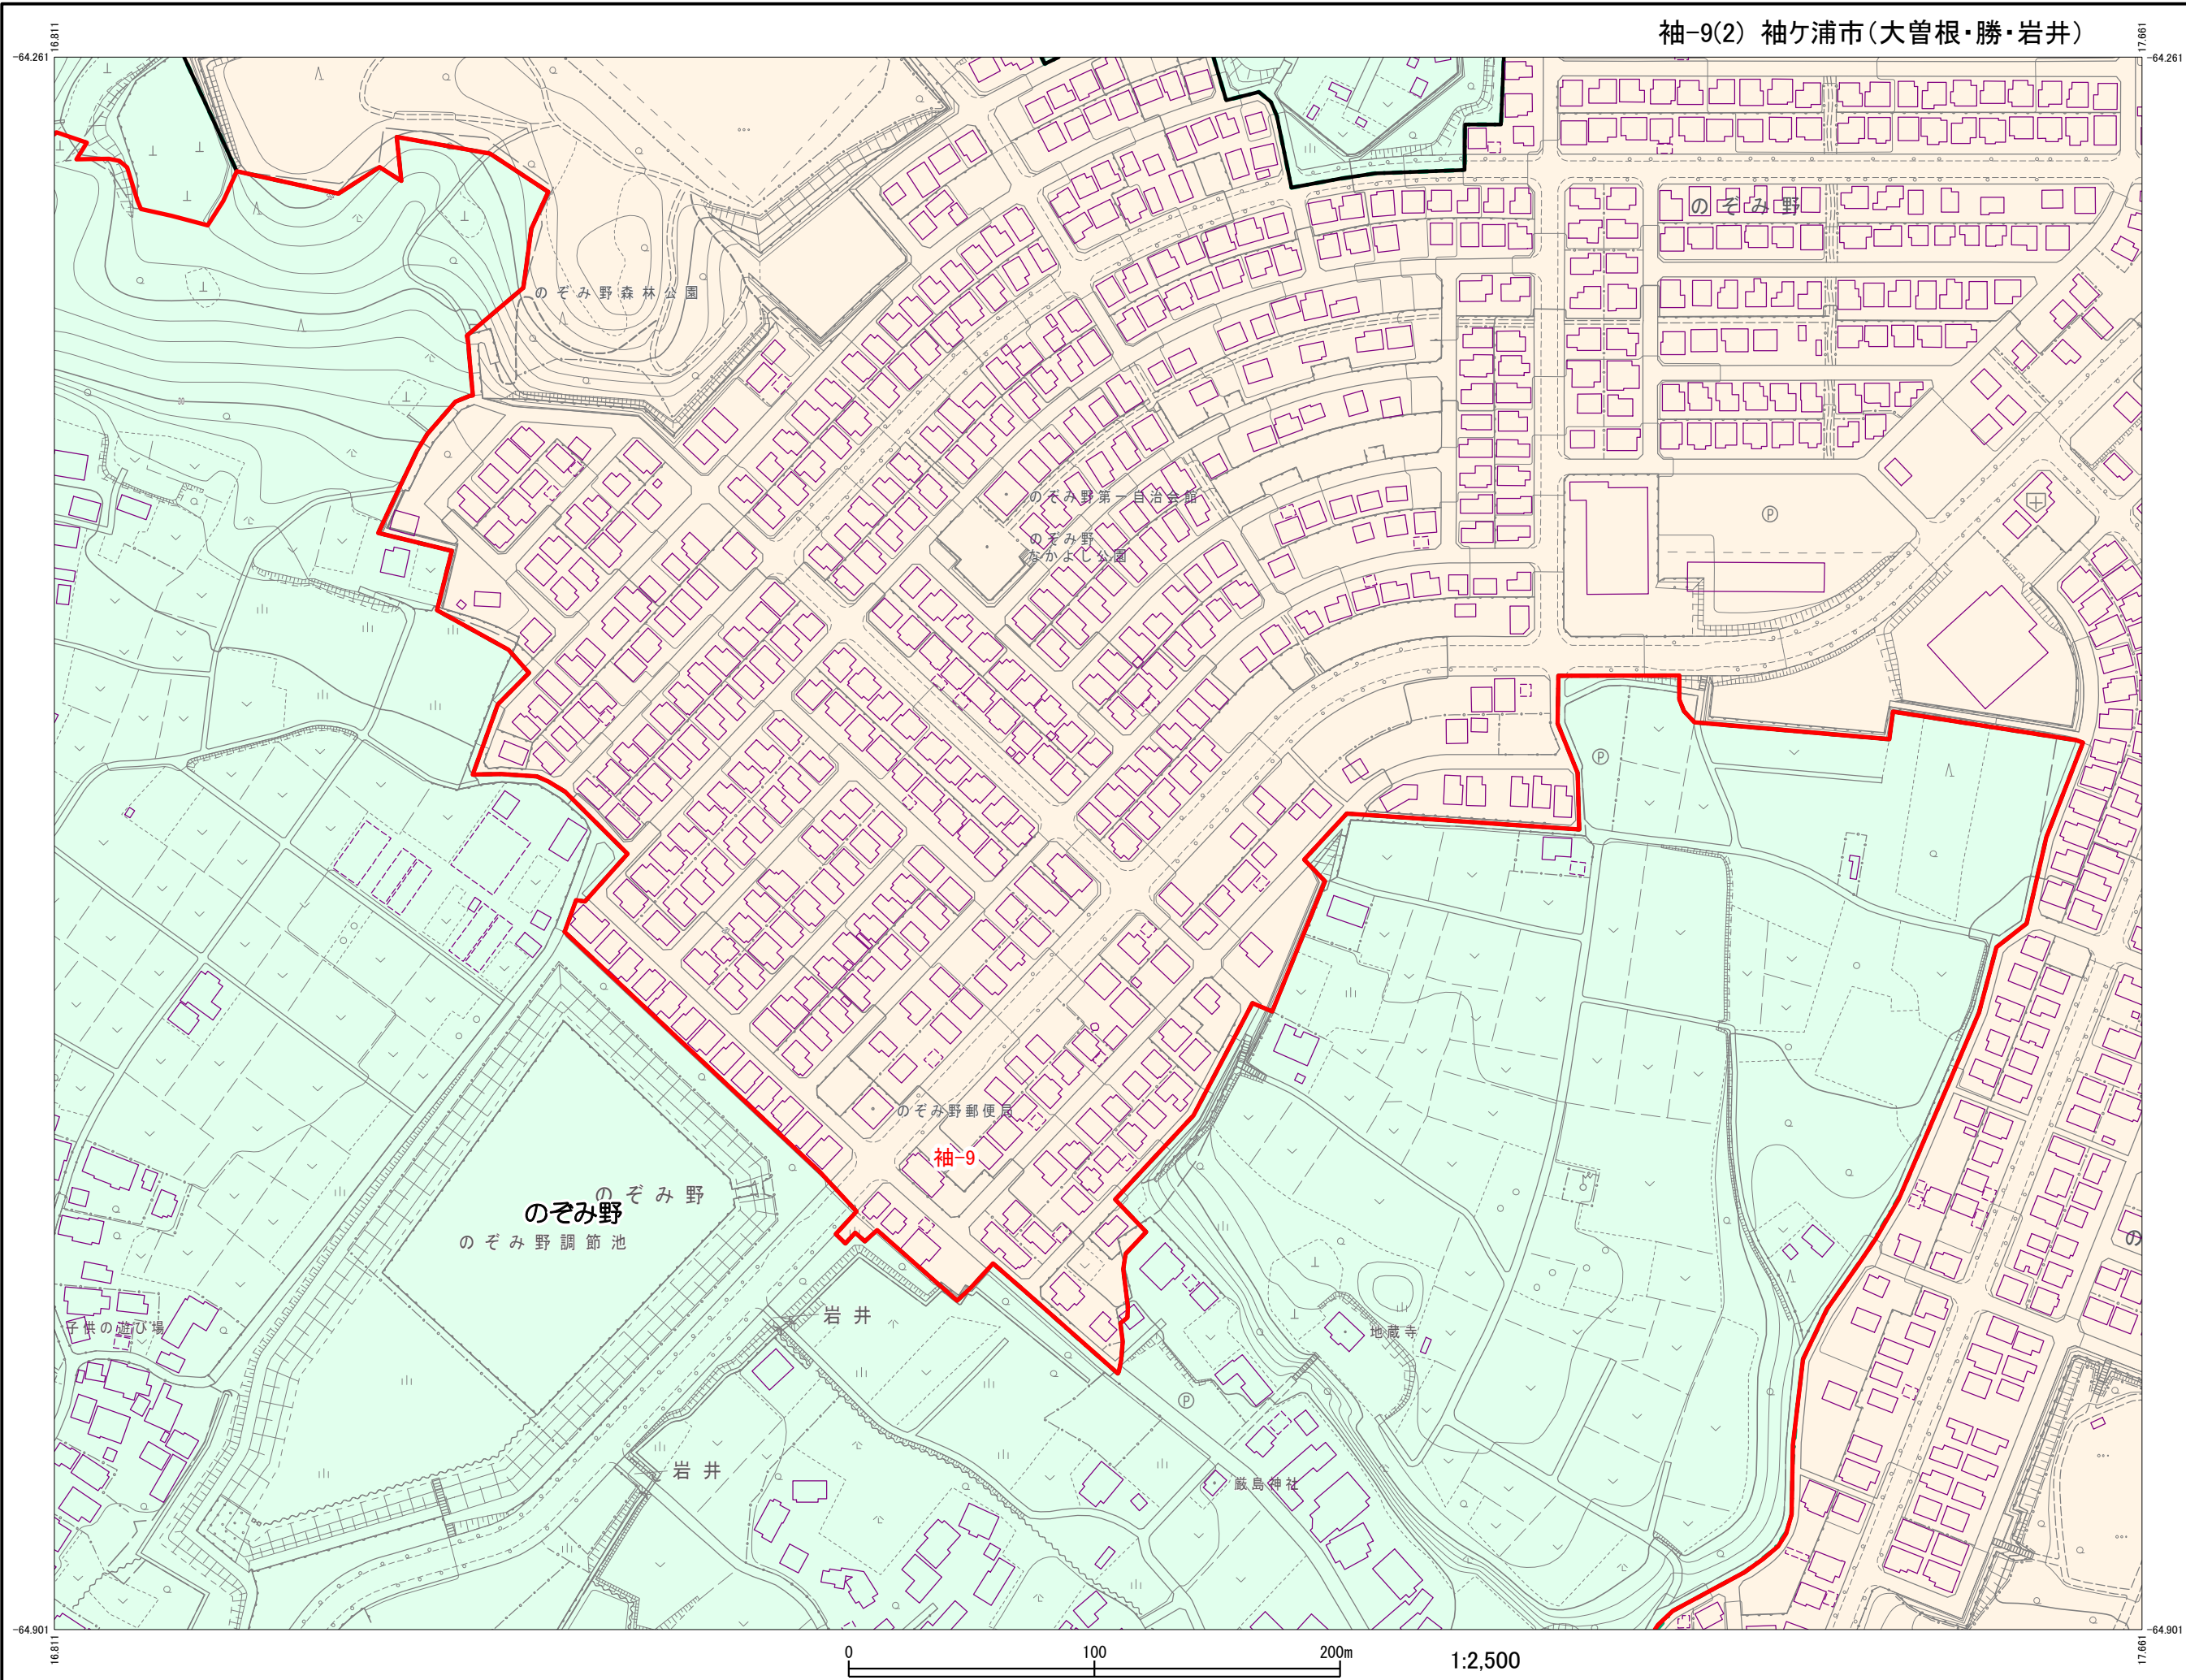 袖-9(2) 袖ケ浦市(大曽根・勝・岩井)
16.811
17.661
-64.261
-64.261
のぞみ野
のぞみ野森林公園
のぞみ野第一自治会館
のぞみ野
なかよし公園
P
P
のぞみ野郵便局
袖-9
のぞみ野
のぞみ野
のぞみ野調節池
の
岩井
子供の遊び場
地蔵寺
P
岩井
厳島神社
-64.901
-64.901
16.811
17.661
0 100 200m
1:2,500